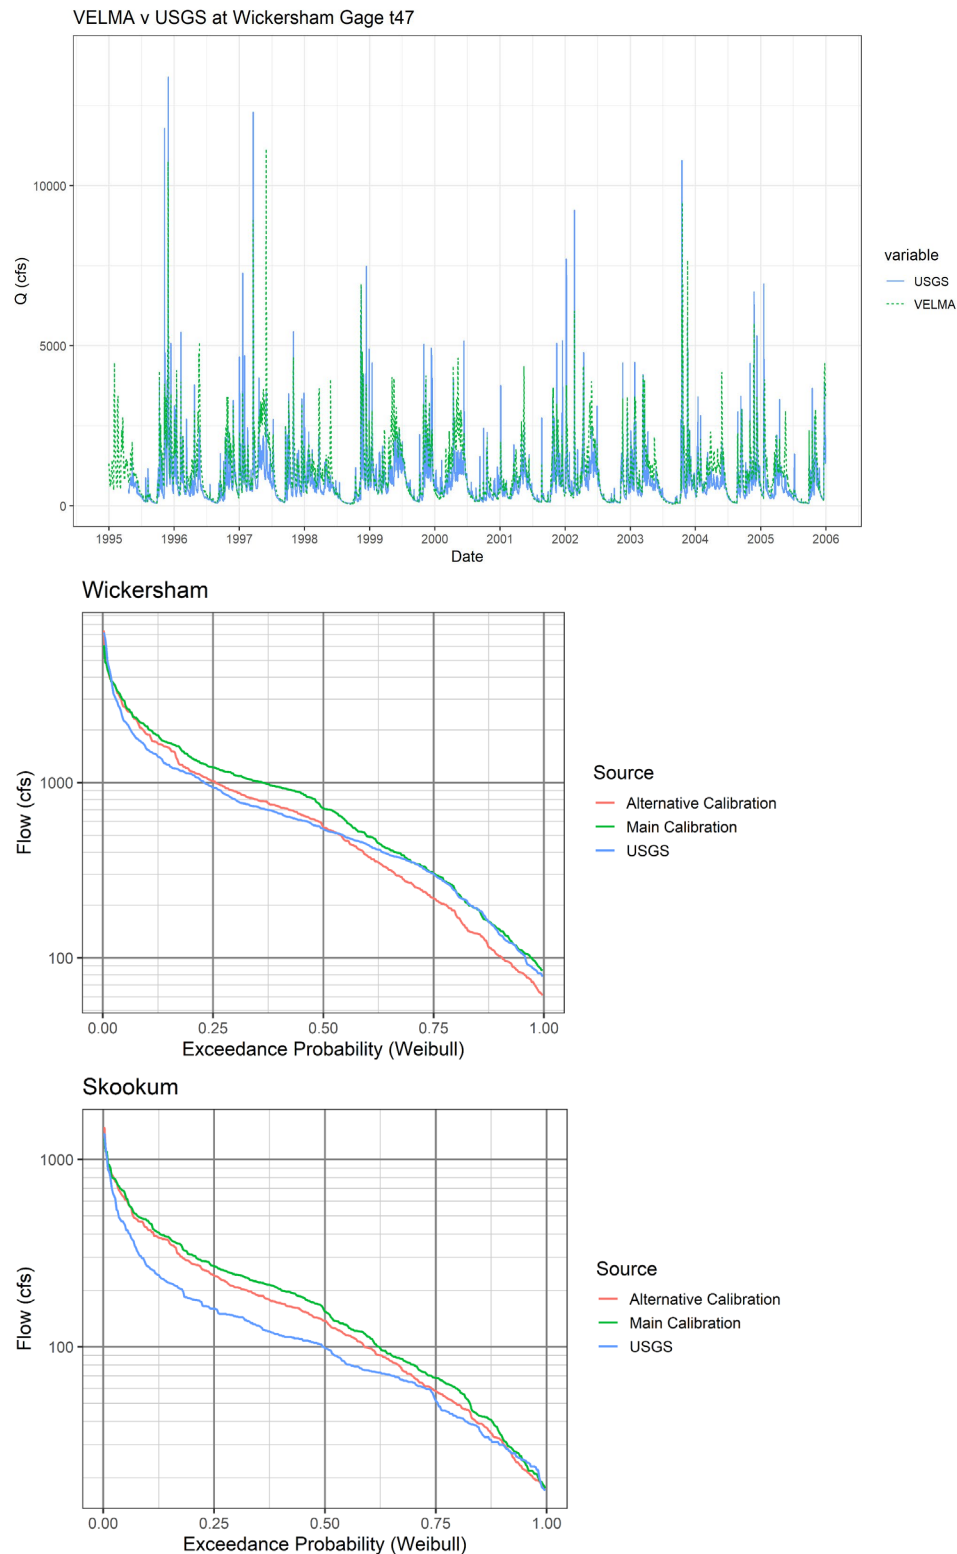 VELMA v USGS at Wickersham Gage t47
10000
5000
0
Q (cfs)
1995 1996 1997 1998 1999 2000 2001 2002 2003 2004 2005 2006
Date
variable
USGS
VELMA
Wickersham
1000
100
Flow (cfs)
0.00 0.25 0.50 0.75 1.00
Exceedance Probability (Weibull)
Source
Alternative Calibration
Main Calibration
USGS
Skookum
1000
100
Flow (cfs)
0.00 0.25 0.50 0.75 1.00
Exceedance Probability (Weibull)
Source
Alternative Calibration
Main Calibration
USGS